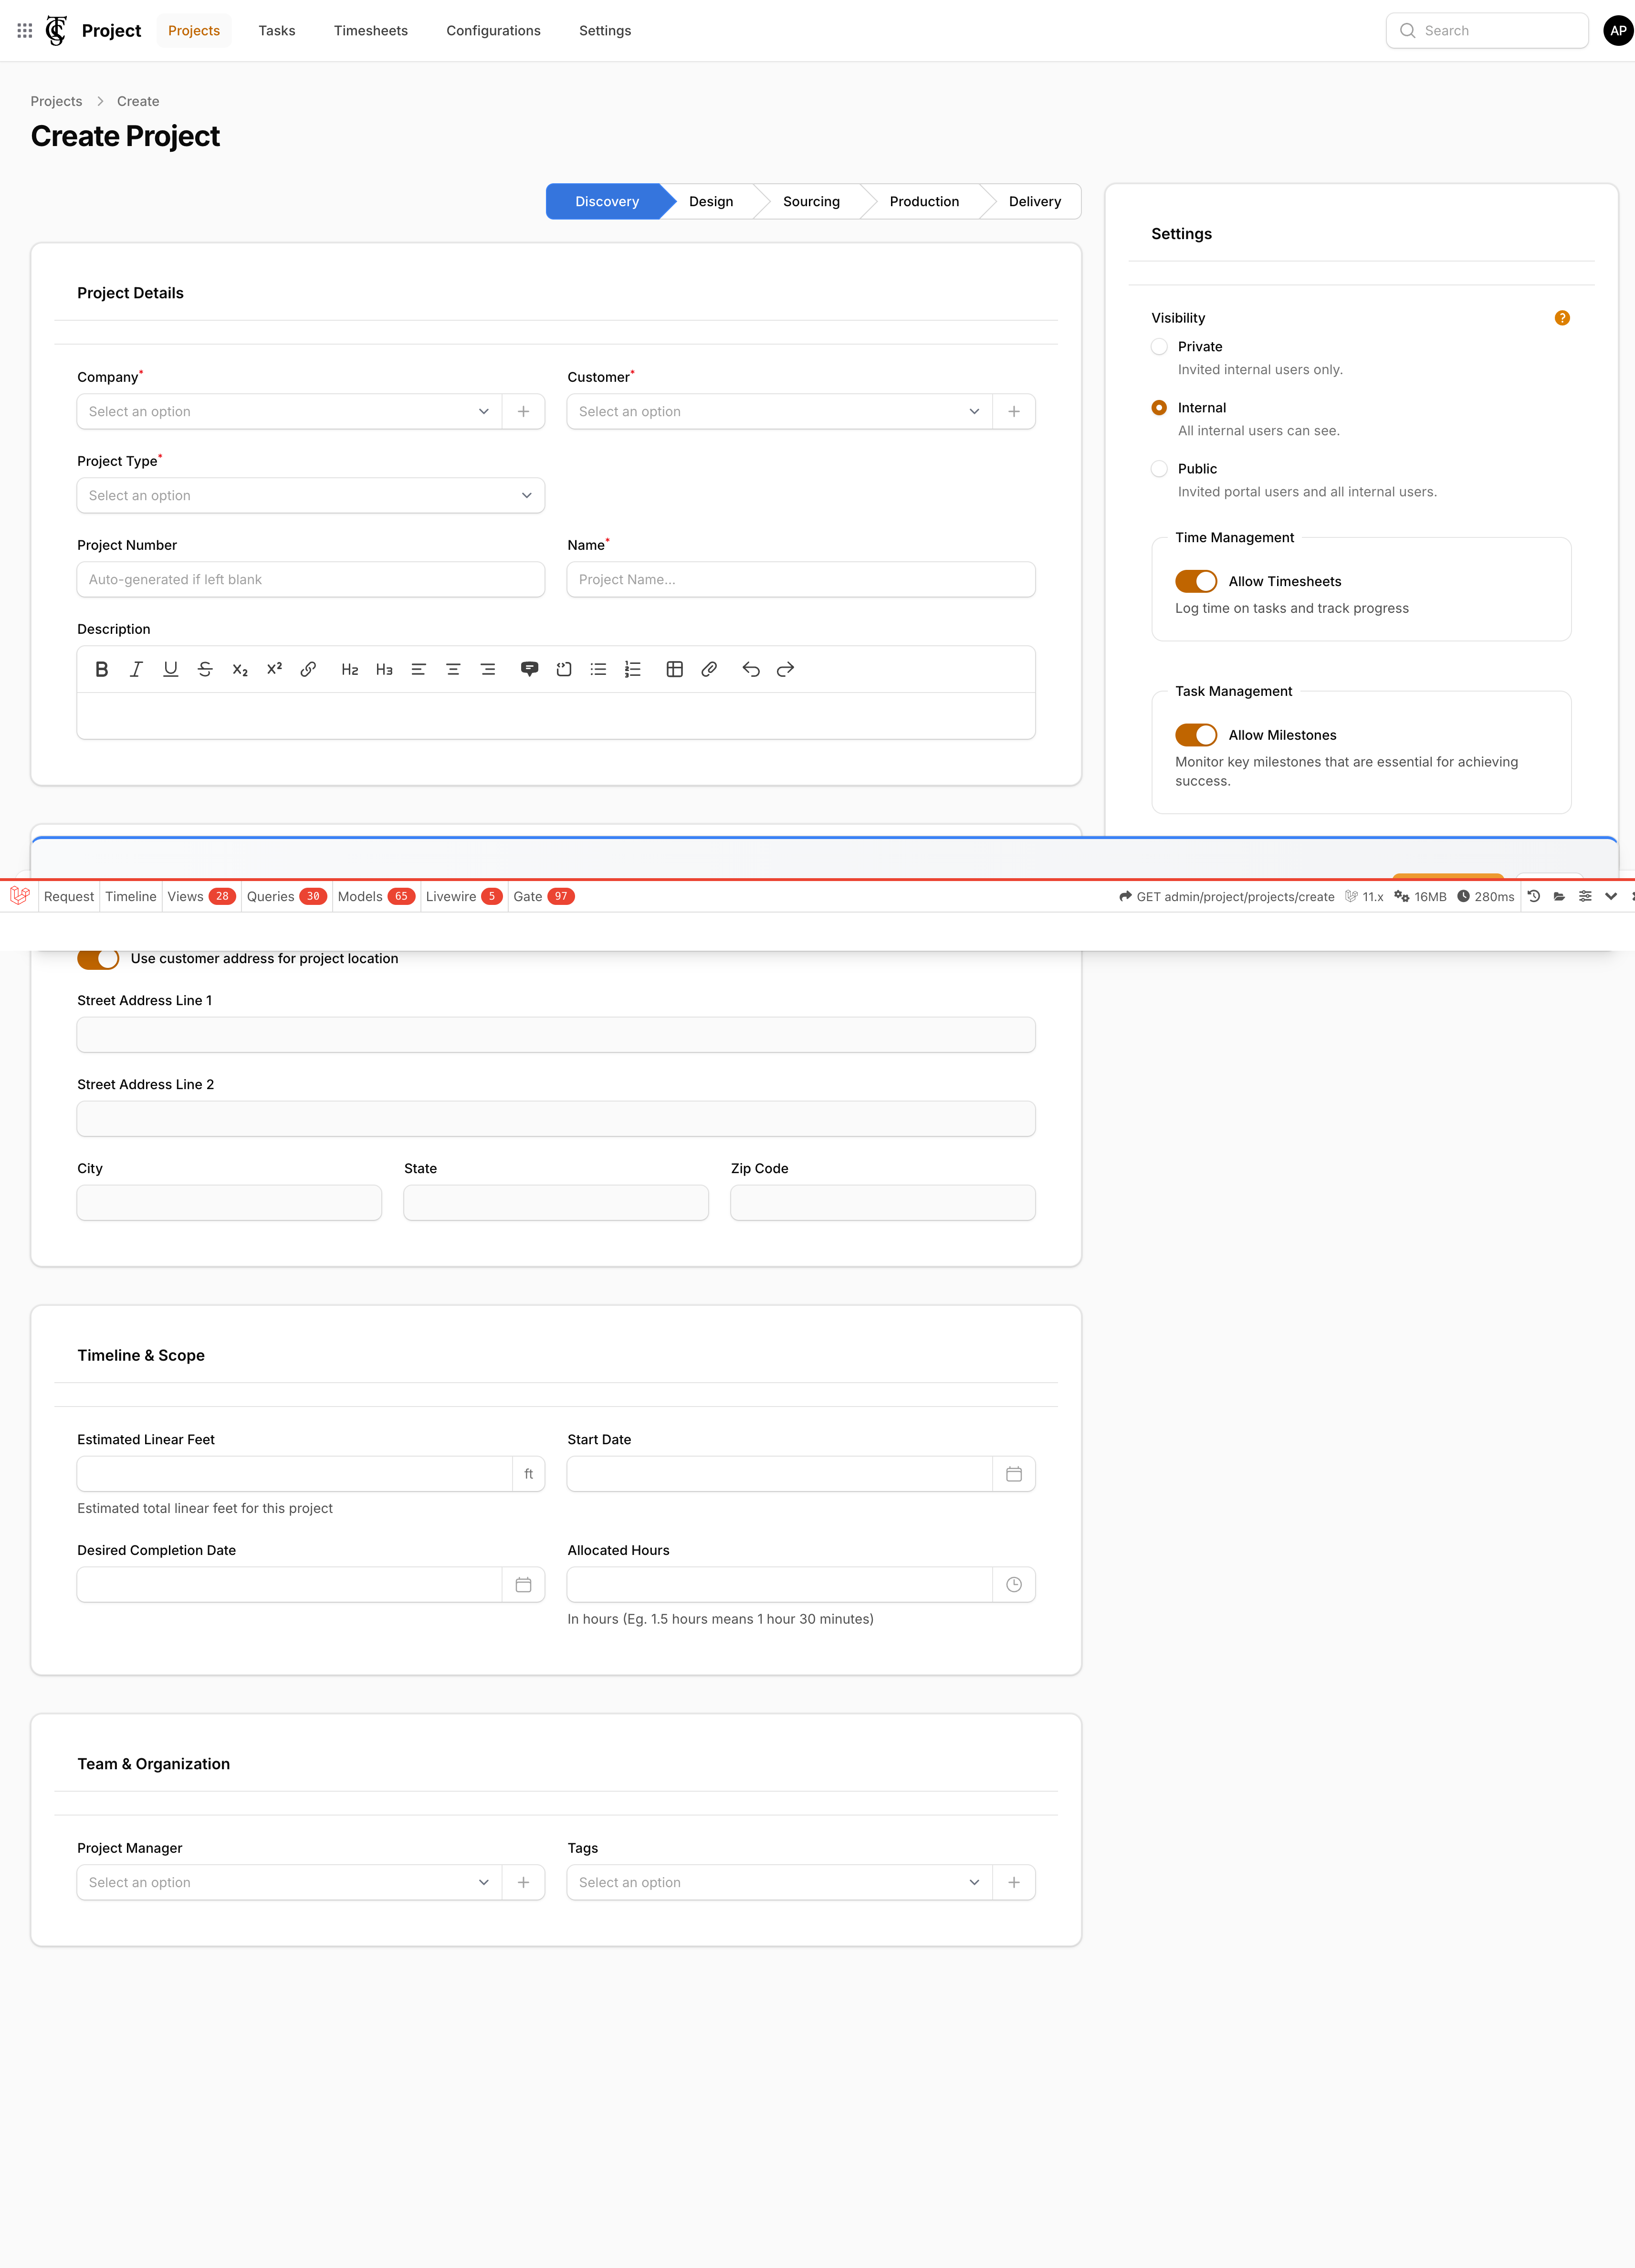 Project Projects Tasks Timesheets Configurations Settings Search AP
Projects > Create
Create Project
Discovery Design Sourcing Production Delivery
Project Details
Company* Customer*
Select an option Select an option
Project Type*
Select an option
Project Number Name*
Auto-generated if left blank Project Name...
Description
H2 H3
Settings
Visibility ?
Private
Invited internal users only.
Internal
All internal users can see.
Public
Invited portal users and all internal users.
Time Management
Allow Timesheets
Log time on tasks and track progress
Task Management
Allow Milestones
Monitor key milestones that are essential for achieving
success.
Request Timeline Views 28 Queries 30 Models 65 Livewire 5 Gate 97 GET admin/project/projects/create 11.x 16MB 280ms
Use customer address for project location
Street Address Line 1
Street Address Line 2
City State Zip Code
Timeline & Scope
Estimated Linear Feet Start Date
ft
Estimated total linear feet for this project
Desired Completion Date Allocated Hours
In hours (Eg. 1.5 hours means 1 hour 30 minutes)
Team & Organization
Project Manager Tags
Select an option Select an option